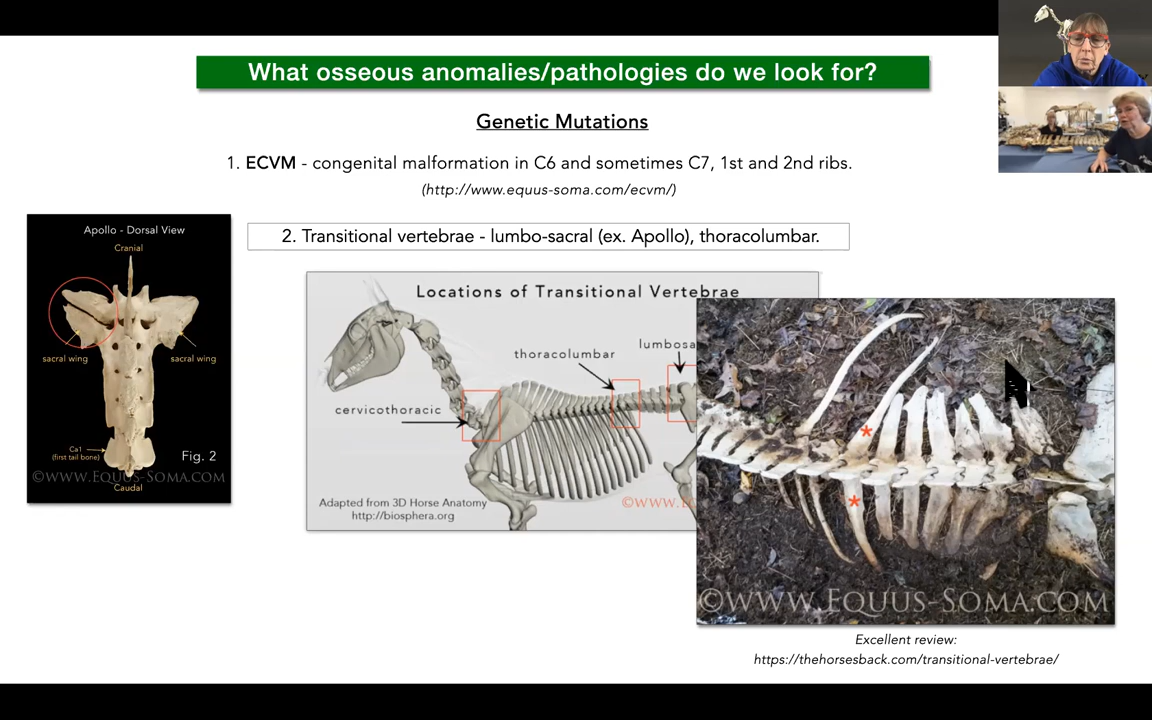 What osseous anomalies/pathologies do we look for?
Genetic Mutations
1. ECVM - congenital malformation in C6 and sometimes C7, 1st and 2nd ribs.
(http://www.equus-soma.com/ecvm/)
2. Transitional vertebrae - lumbo-sacral (ex. Apollo), thoracolumbar.
Apollo - Dorsal View
Cranial
sacral wing
sacral wing
Ca1
(first tail bone)
Fig. 2
©WWW.EQUUS-SOMA.COM
Caudal
Locations of Transitional Vertebrae
lumbosa
thoracolumbar
cervicothoracic
Adapted from 3D Horse Anatomy
http://biosphera.org
©WWW.E
*
*
©WWW.EQUUS-SOMA.COM
Excellent review:
https://thehorsesback.com/transitional-vertebrae/